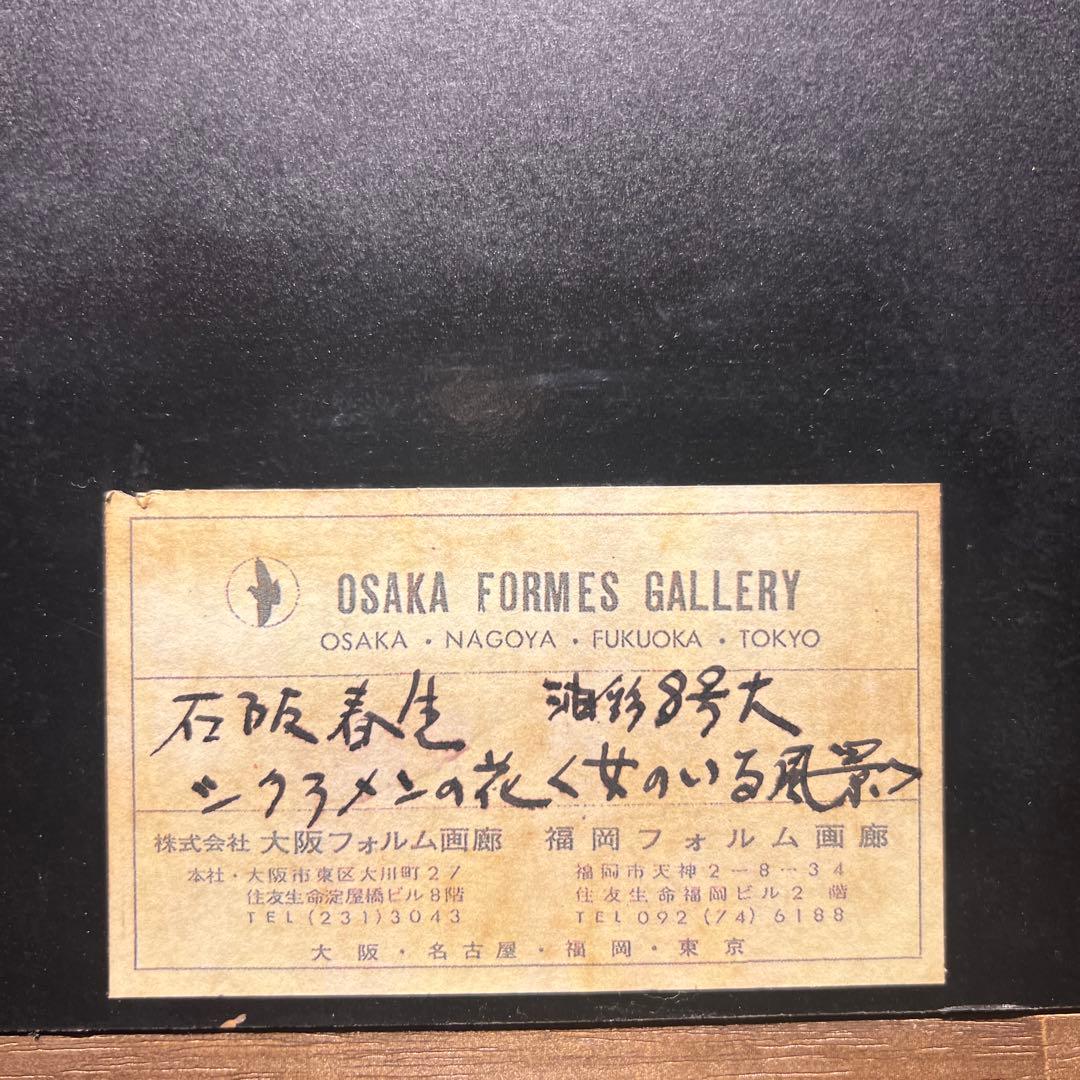 OSAKA FORMES GALLERY
OSAKA・NAGOYA・FUKUOKA・TOKYO
石阪春生 油彩8号大
シクラメンの花<女のいる風景>
株式会社 大阪フォルム画廊 福岡フォルム画廊
本社・大阪市東区大川町27 福岡市天神2-8-34
住友生命淀屋橋ビル8階 住友生命福岡ビル2階
TEL(231)3043 TEL 092(74)6188
大阪・名古屋・福岡・東京